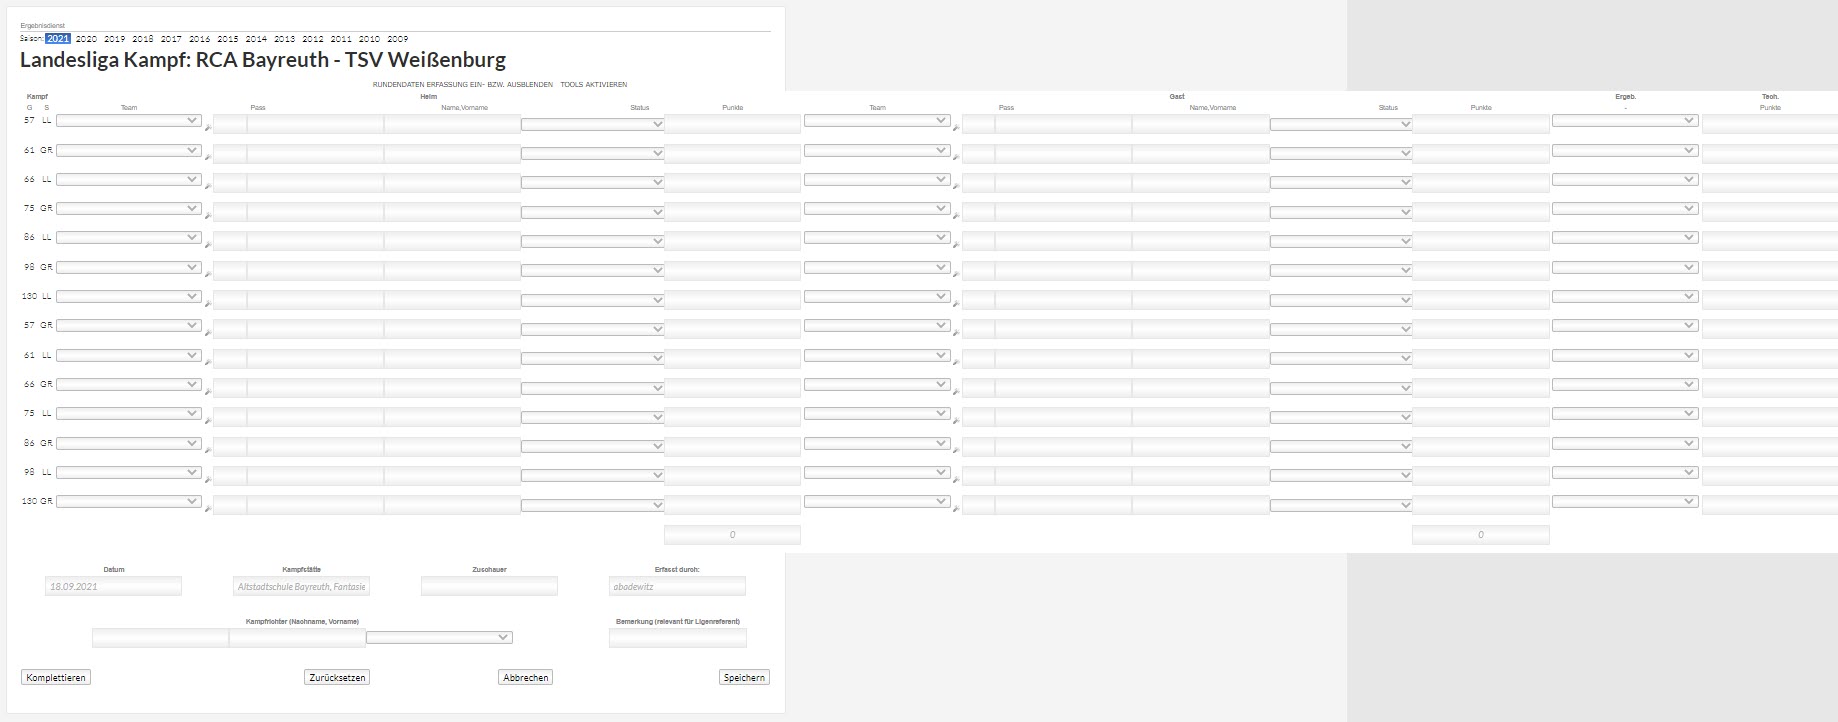 Ergebnisdienst
Saison: 2021 2020 2019 2018 2017 2016 2015 2014 2013 2012 2011 2010 2009
Landesliga Kampf: RCA Bayreuth - TSV Weißenburg
RUNDENDATEN ERFASSUNG EIN- BZW. AUSBLENDEN TOOLS AKTIVIEREN
Kampf Heim Gast Ergeb. Tech.
G S Team Pass Name,Vorname Status Punkte Team Pass Name,Vorname Status Punkte - Punkte
57 LL
61 GR
66 LL
75 GR
86 LL
98 GR
130 LL
57 GR
61 LL
66 GR
75 LL
86 GR
98 LL
130 GR
0 0
Datum Kampfstätte Zuschauer Erfasst durch:
18.09.2021 Altstadtschule Bayreuth, Fantasie abadewitz
Kampfrichter (Nachname, Vorname) Bemerkung (relevant für Ligenreferent)
Komplettieren Zurücksetzen Abbrechen Speichern